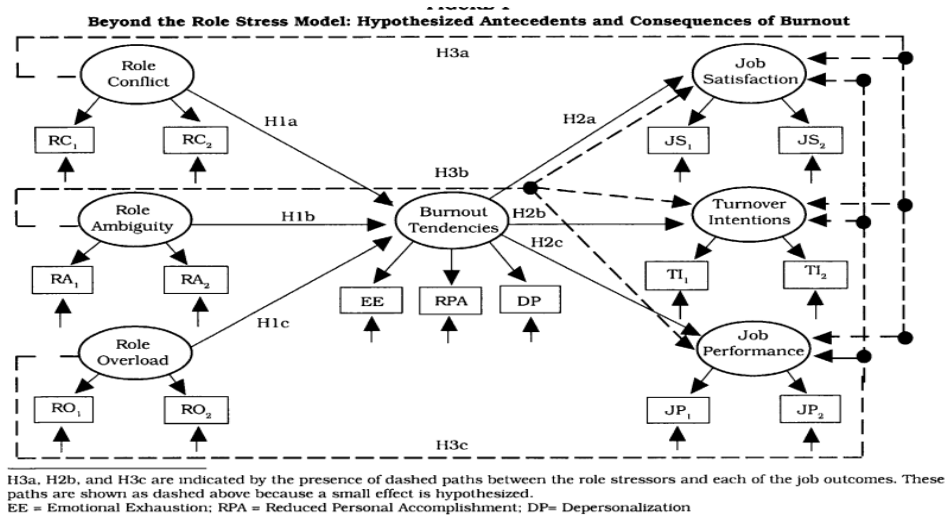 Beyond the Role Stress Model: Hypothesized Antecedents and Consequences of Burnout
H3a
Role
Conflict
Job
Satisfaction
H1a
H2a
RC₁
RC₂
JS₁
JS₂
H3b
Role
Ambiguity
H1b
Burnout
Tendencies
H2b
Turnover
Intentions
H2c
RA₁
RA₂
EE
RPA
DP
TI₁
TI₂
H1c
Role
Overload
Job
Performance
RO₁
RO₂
JP₁
JP₂
H3c
H3a, H2b, and H3c are indicated by the presence of dashed paths between the role stressors and each of the job outcomes. These
paths are shown as dashed above because a small effect is hypothesized.
EE = Emotional Exhaustion; RPA = Reduced Personal Accomplishment; DP= Depersonalization